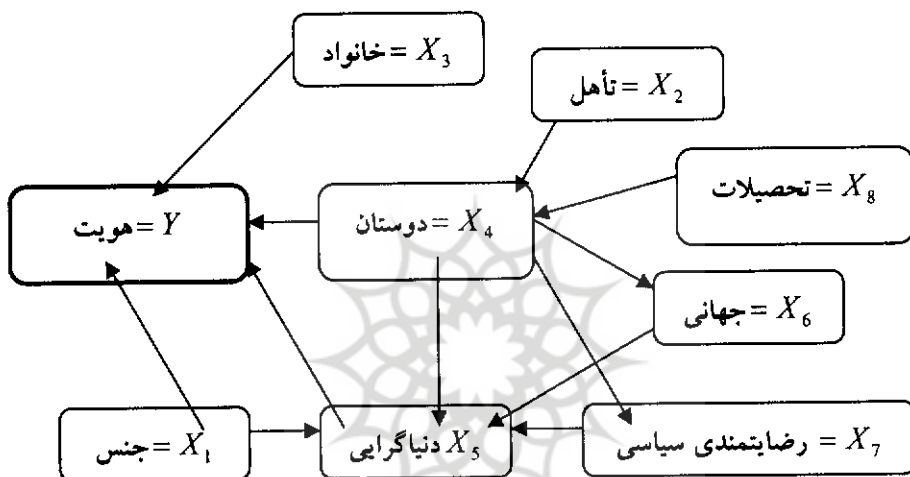 خانواد = X₃
تأهل = X₂
تحصیلات = X₈
هویت = Y
دوستان = X₄
جهانی = X₆
جنس = X₁
دنیاگرایی X₅
رضایتمندی سیاسی = X₇